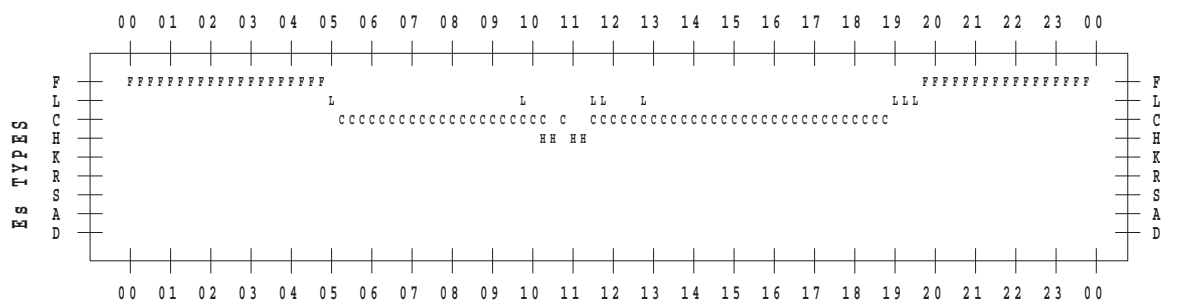 00 01 02 03 04 05 06 07 08 09 10 11 12 13 14 15 16 17 18 19 20 21 22 23 00
F FFFFFFFFFFFFFFFFFFFF FFFFFFFFFFFFFFFFF F
L L L LL L LLL L
C CCCCCCCCCCCCCCCCCCCCC C CCCCCCCCCCCCCCCCCCCCCCCCCCCCCC C
H HH HH H
K K
R R
S S
A A
D D
Es TYPES
00 01 02 03 04 05 06 07 08 09 10 11 12 13 14 15 16 17 18 19 20 21 22 23 00